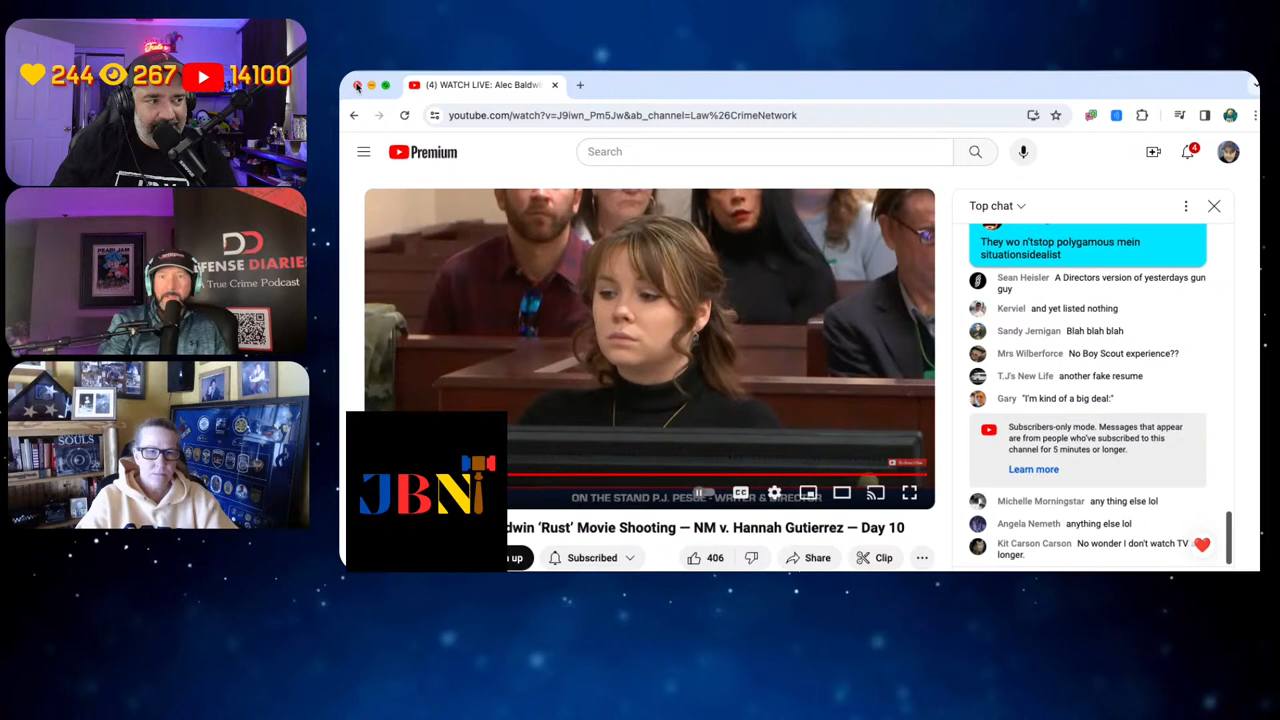 244 267 14100
PEARL JAM
DD
EFENSE DIARIES
A True Crime Podcast
SOULS
(4) WATCH LIVE: Alec Baldwi
youtube.com/watch?v=J9iwn_Pm5Jw&ab_channel=Law%26CrimeNetwork
Premium
Search
4
ON THE STAND P.J. PESCE - WRITER & DIRECTOR
JBNi
dwin ‘Rust’ Movie Shooting — NM v. Hannah Gutierrez — Day 10
n up
Subscribed
406
Share
Clip
Top chat
They wo n'tstop polygamous mein
situationsidealist
Sean Heisler A Directors version of yesterdays gun
guy
Kerviel and yet listed nothing
Sandy Jernigan Blah blah blah
Mrs Wilberforce No Boy Scout experience??
T.J's New Life another fake resume
Gary "I'm kind of a big deal:"
Subscribers-only mode. Messages that appear
are from people who've subscribed to this
channel for 5 minutes or longer.
Learn more
Michelle Morningstar any thing else lol
Angela Nemeth anything else lol
Kit Carson Carson No wonder I don't watch TV
longer.